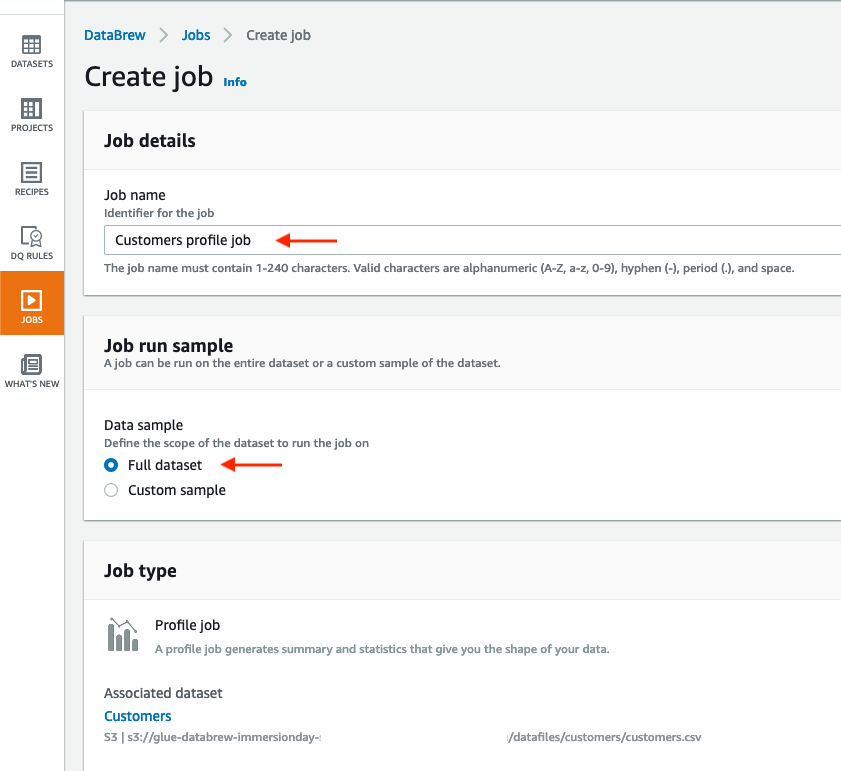 DATASETS
PROJECTS
RECIPES
DQ RULES
JOBS
WHAT'S NEW
DataBrew > Jobs > Create job
Create job Info
Job details
Job name
Identifier for the job
Customers profile job
The job name must contain 1-240 characters. Valid characters are alphanumeric (A-Z, a-z, 0-9), hyphen (-), period (.), and space.
Job run sample
A job can be run on the entire dataset or a custom sample of the dataset.
Data sample
Define the scope of the dataset to run the job on
Full dataset
Custom sample
Job type
Profile job
A profile job generates summary and statistics that give you the shape of your data.
Associated dataset
Customers
S3 | s3://glue-databrew-immersionday- /datafiles/customers/customers.csv